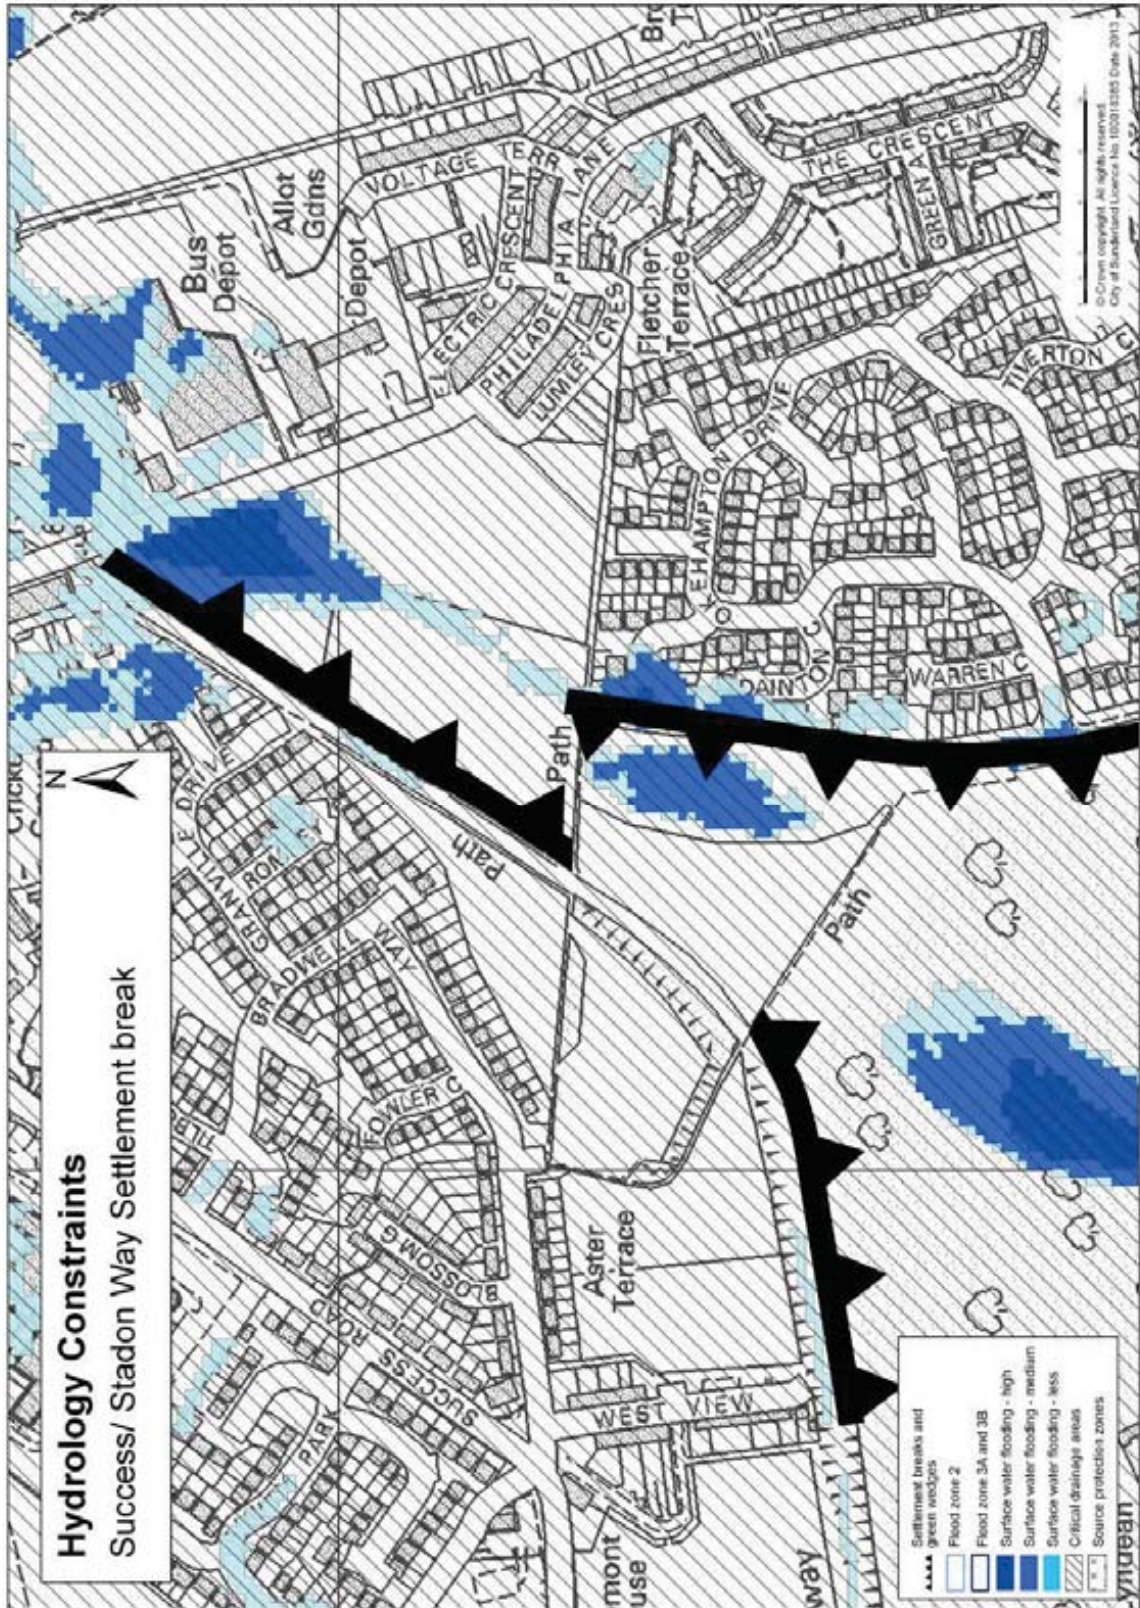 Hydrology Constraints
Success/ Stadon Way Settlement break
N
GRANVILLE DRIVE
BRADWELL WAY
FOWLER C
BLOSSOM G
SUCCESS ROAD
PARK
Aster
Terrace
WEST VIEW
Path
Path
Path
Bus
Depot
Allot
Gdns
Depot
VOLTAGE TERR
ELECTRIC CRESCENT
PHILADELPHIA LANE
LUMLEY CRES
Fletcher
Terrace
THE CRESCENT
GREEN A
TIVERTON C
EHAMPTON DRIVE
DAINTON C
WARREN C
mont
use
way
Settlement breaks and
green wedges
Flood zone 2
Flood zone 3A and 3B
Surface water flooding - high
Surface water flooding - medium
Surface water flooding - less
Critical drainage areas
Source protection zones
© Crown copyright. All rights reserved.